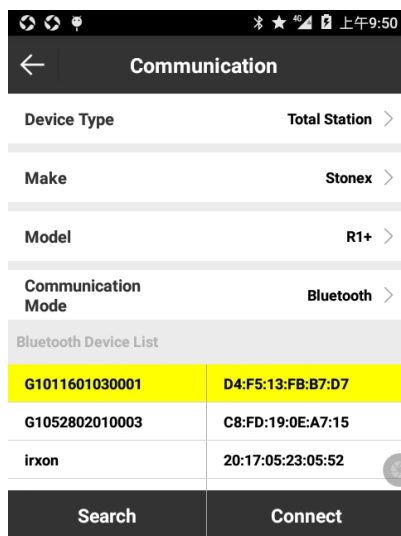 4G 上午9:50
Communication
Device Type Total Station
Make Stonex
Model R1+
Communication
Mode Bluetooth
Bluetooth Device List
G1011601030001 D4:F5:13:FB:B7:D7
G1052802010003 C8:FD:19:0E:A7:15
irxon 20:17:05:23:05:52
Search Connect